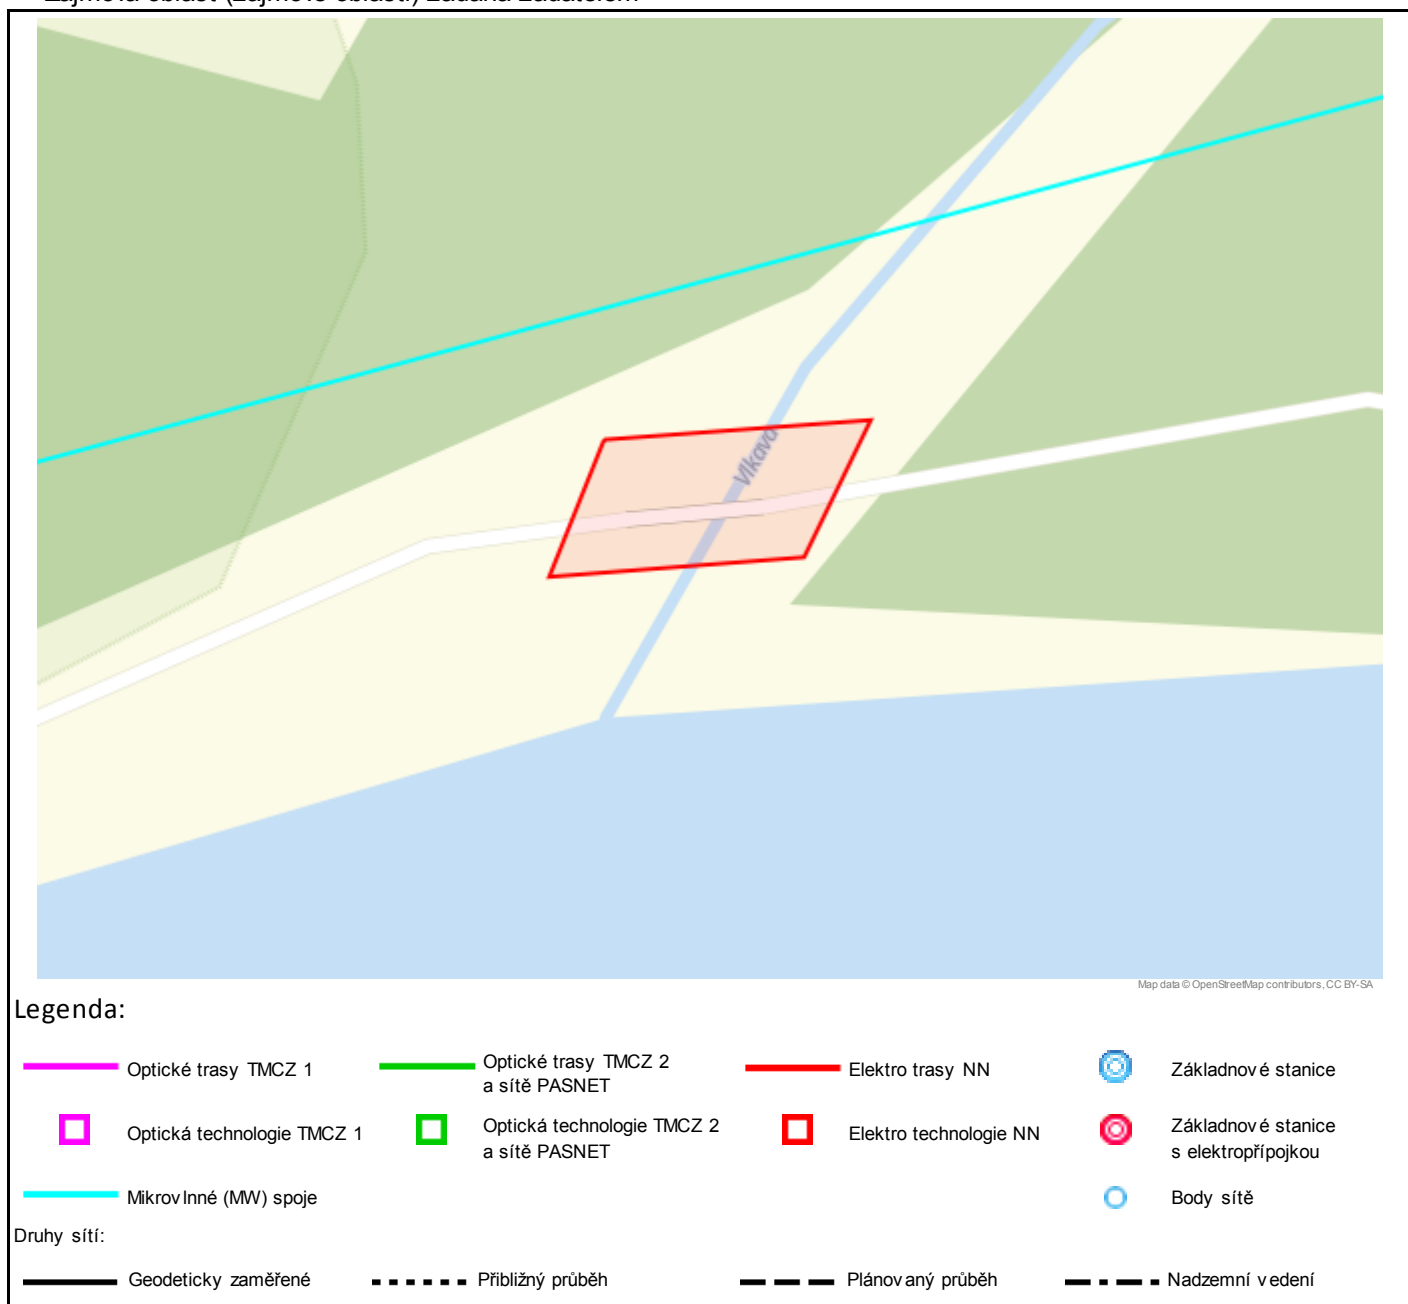 Vlkava
Map data © OpenStreetMap contributors, CC BY-SA
Legenda:
Optické trasy TMCZ 1
Optické trasy TMCZ 2
a sítě PASNET
Elektro trasy NN
Základnové stanice
Optická technologie TMCZ 1
Optická technologie TMCZ 2
a sítě PASNET
Elektro technologie NN
Základnové stanice
s elektropřípojkou
Mikrovlnné (MW) spoje
Body sítě
Druhy sítí:
Geodeticky zaměřené
Přibližný průběh
Plánovaný průběh
Nadzemní vedení